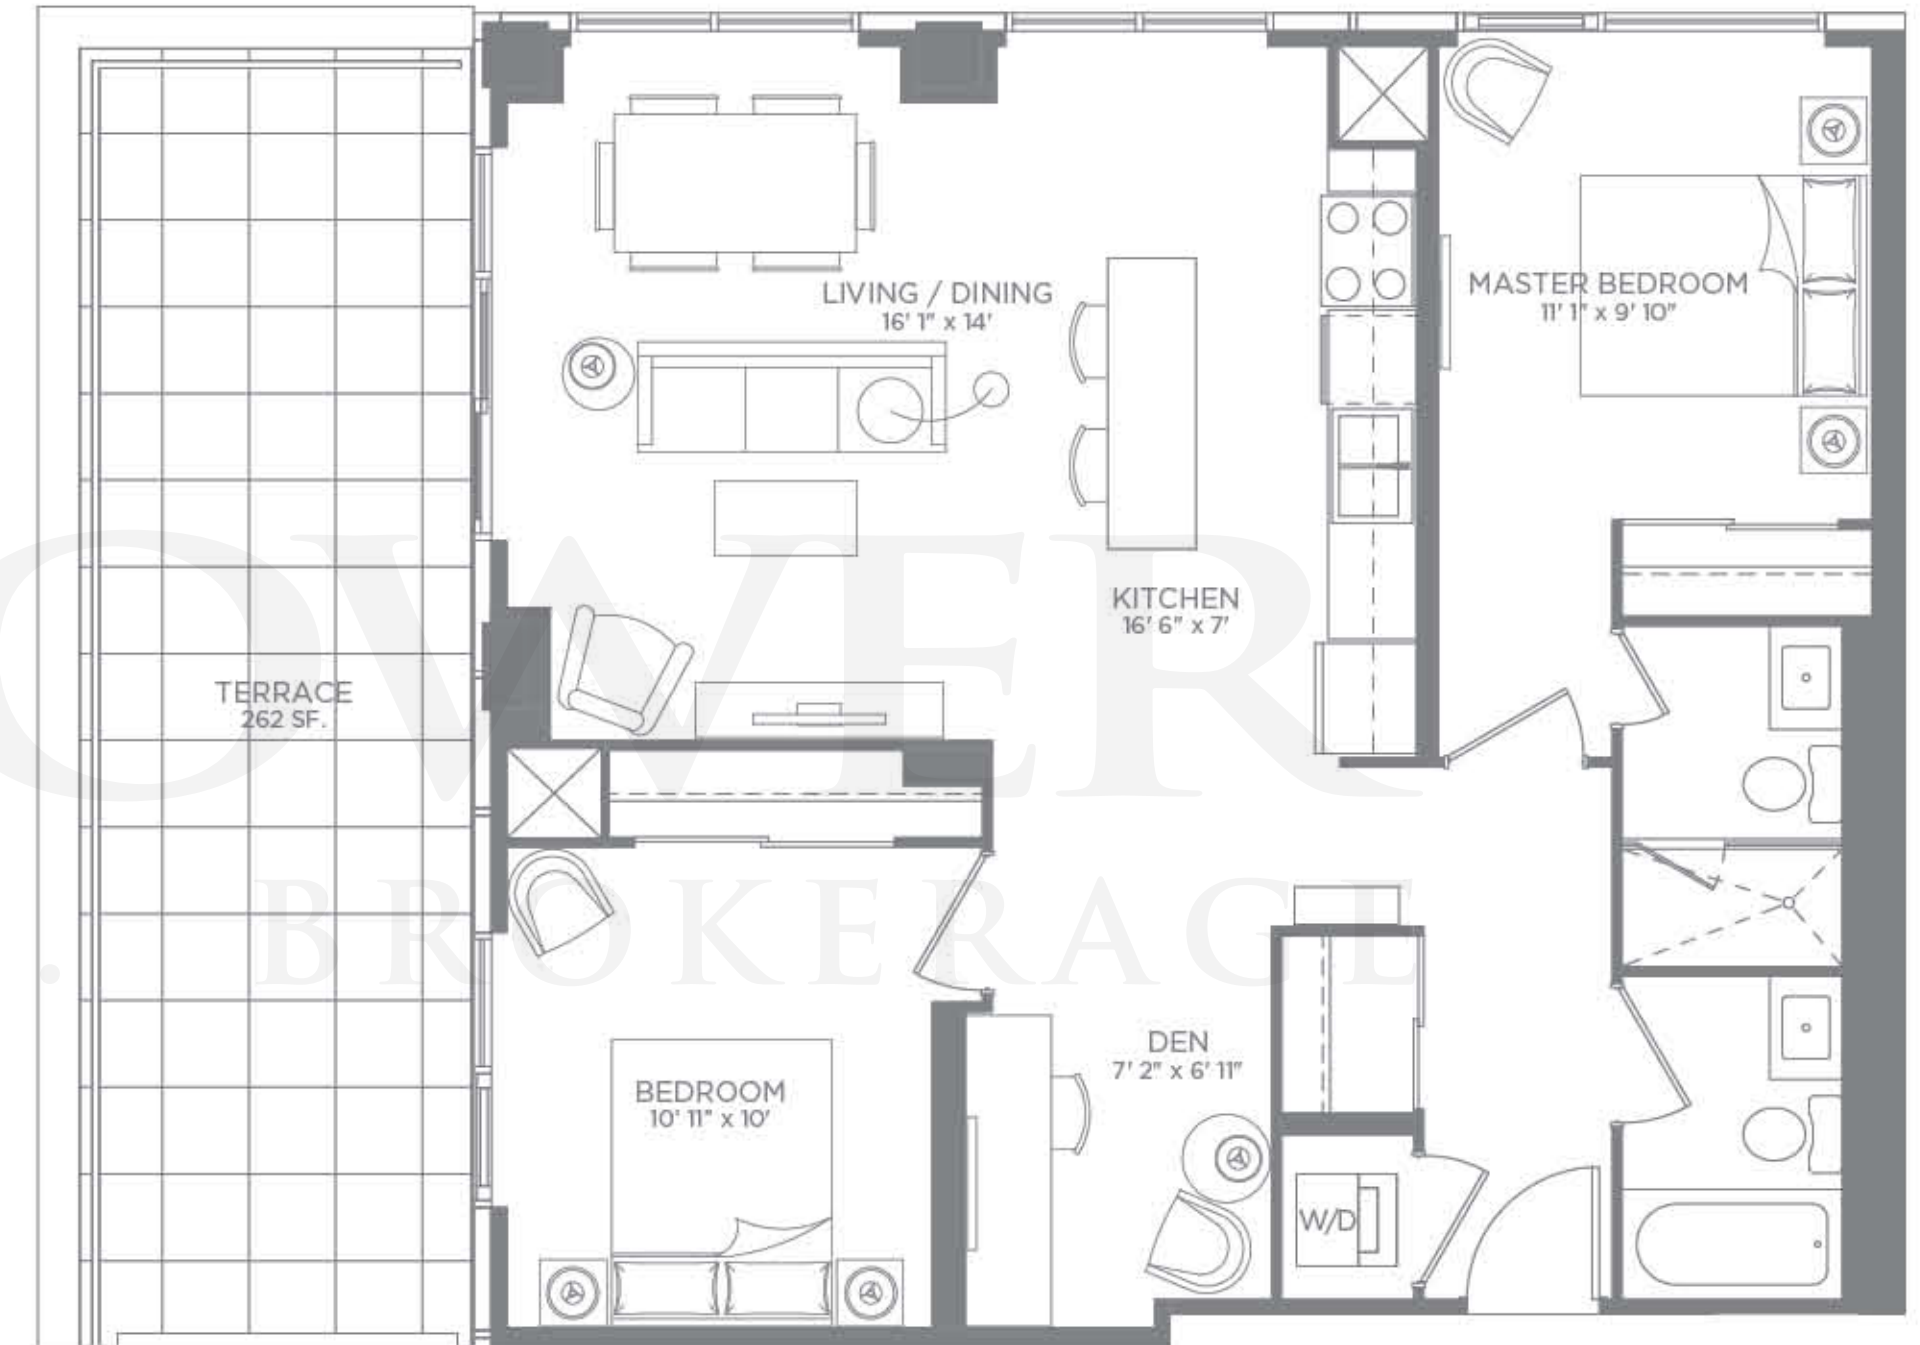 LIVING / DINING
16' 1" x 14'
MASTER BEDROOM
11' 1" x 9' 10"
KITCHEN
16' 6" x 7'
TERRACE
262 SF.
OWER
. BROKERAGE
DEN
7' 2" x 6' 11"
BEDROOM
10' 11" x 10'
W/D